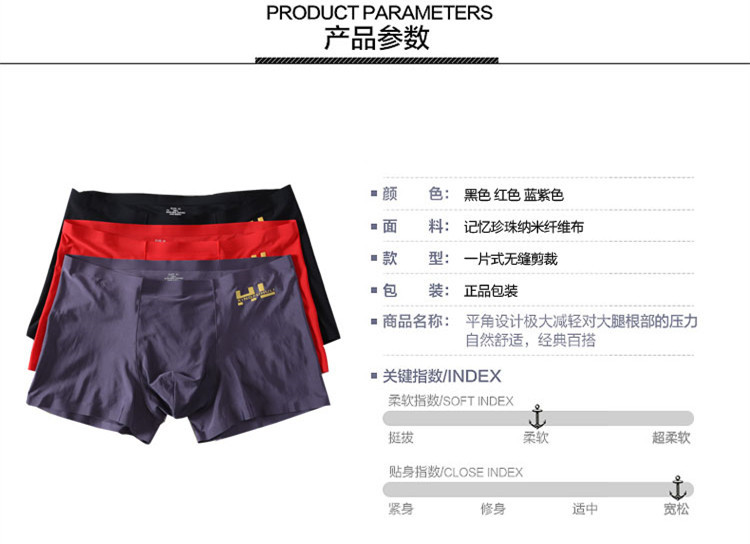 PRODUCT PARAMETERS
产品参数
颜 色： 黑色 红色 蓝紫色
面 料： 记忆珍珠纳米纤维布
款 型： 一片式无缝剪裁
包 装： 正品包装
商品名称： 平角设计极大减轻对大腿根部的压力
自然舒适，经典百搭
关键指数/INDEX
柔软指数/SOFT INDEX
挺拔 柔软 超柔软
贴身指数/CLOSE INDEX
紧身 修身 适中 宽松